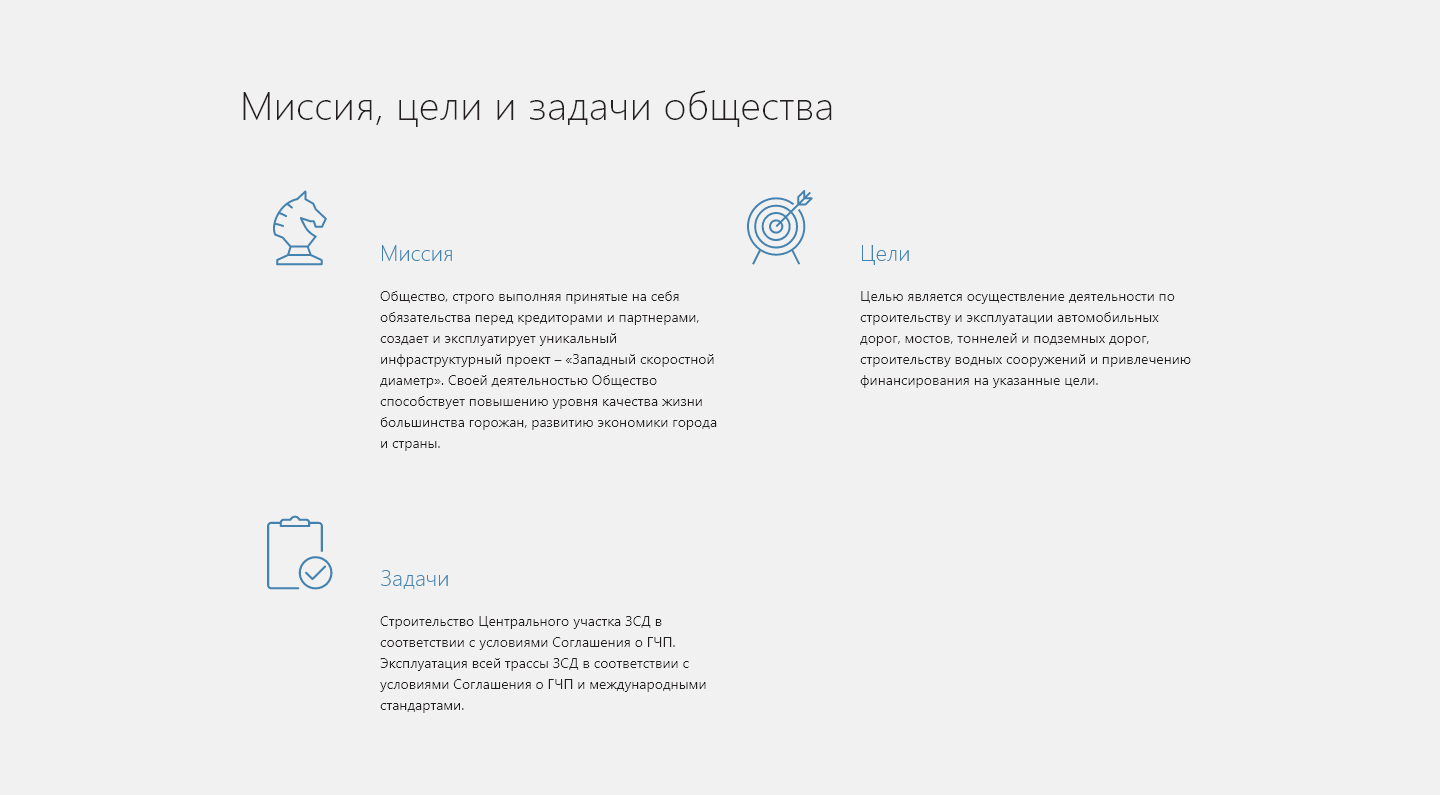 Миссия, цели и задачи общества
Миссия
Общество, строго выполняя принятые на себя
обязательства перед кредиторами и партнерами,
создает и эксплуатирует уникальный
инфраструктурный проект – «Западный скоростной
диаметр». Своей деятельностью Общество
способствует повышению уровня качества жизни
большинства горожан, развитию экономики города
и страны.
Цели
Целью является осуществление деятельности по
строительству и эксплуатации автомобильных
дорог, мостов, тоннелей и подземных дорог,
строительству водных сооружений и привлечению
финансирования на указанные цели.
Задачи
Строительство Центрального участка ЗСД в
соответствии с условиями Соглашения о ГЧП.
Эксплуатация всей трассы ЗСД в соответствии с
условиями Соглашения о ГЧП и международными
стандартами.